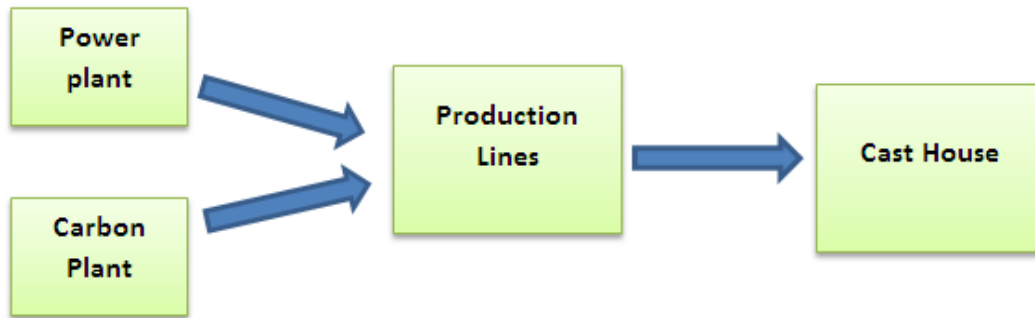 Power
plant
Carbon
Plant
Production
Lines
Cast House